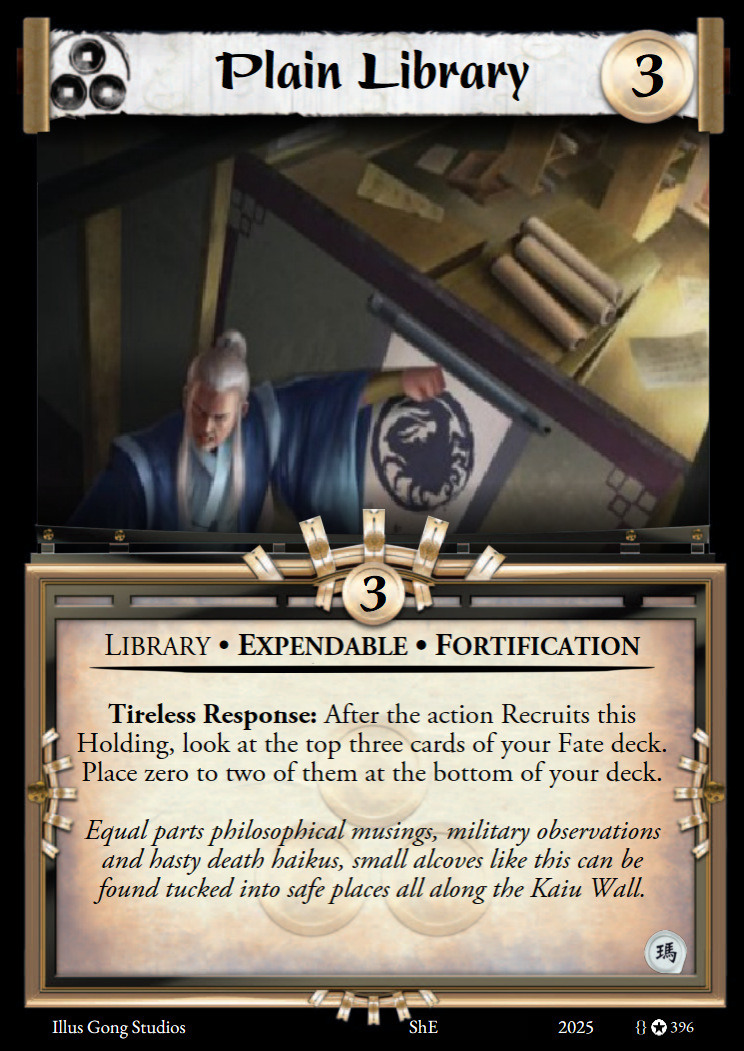 Plain Library
3
3
Library • Expendable • Fortification
Tireless Response: After the action Recruits this
Holding, look at the top three cards of your Fate deck.
Place zero to two of them at the bottom of your deck.
Equal parts philosophical musings, military observations
and hasty death haikus, small alcoves like this can be
found tucked into safe places all along the Kaiu Wall.
瑪
Illus Gong Studios ShE 2025 {} ✪ 396